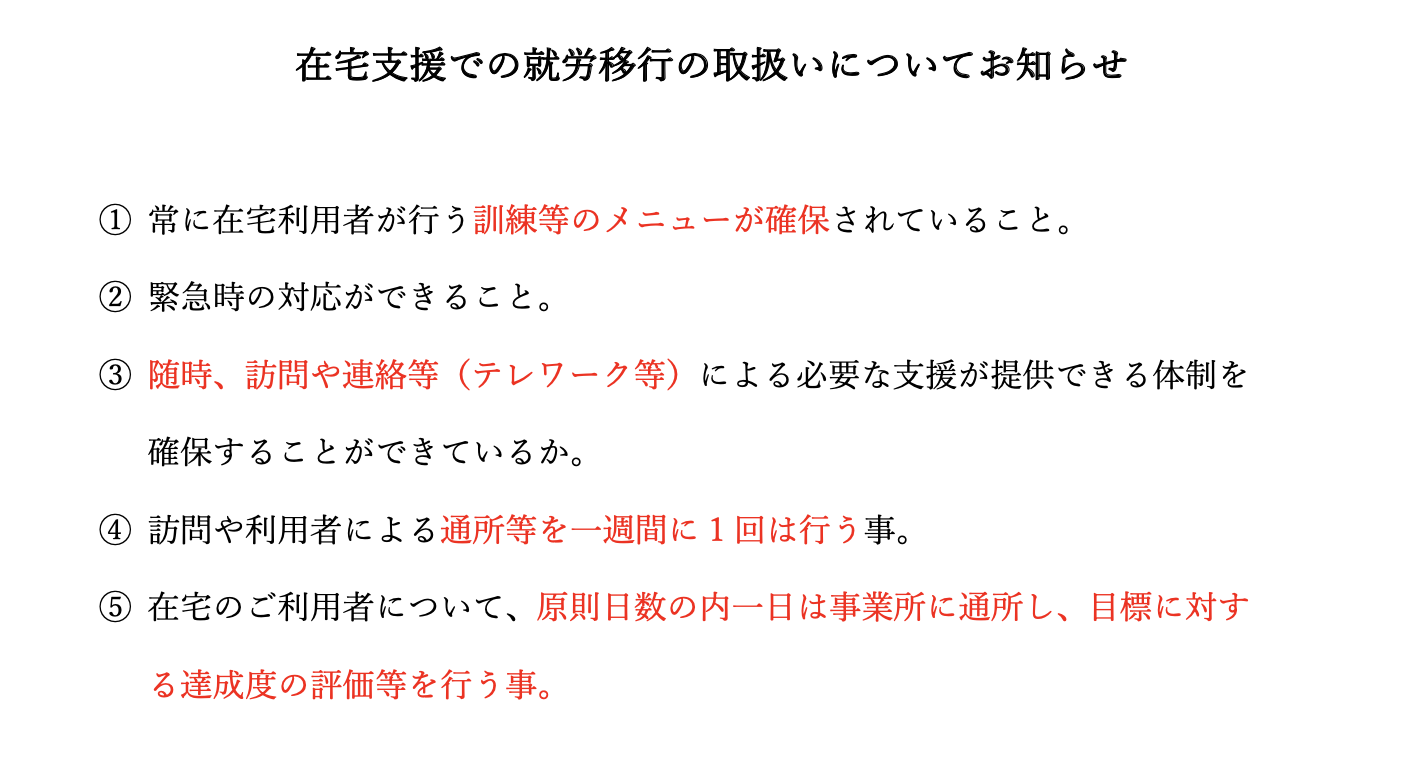 在宅支援での就労移行の取扱いについてお知らせ
① 常に在宅利用者が行う訓練等のメニューが確保されていること。
② 緊急時の対応ができること。
③ 随時、訪問や連絡等（テレワーク等）による必要な支援が提供できる体制を
確保することができているか。
④ 訪問や利用者による通所等を一週間に 1 回は行う事。
⑤ 在宅のご利用者について、原則日数の内一日は事業所に通所し、目標に対す
る達成度の評価等を行う事。